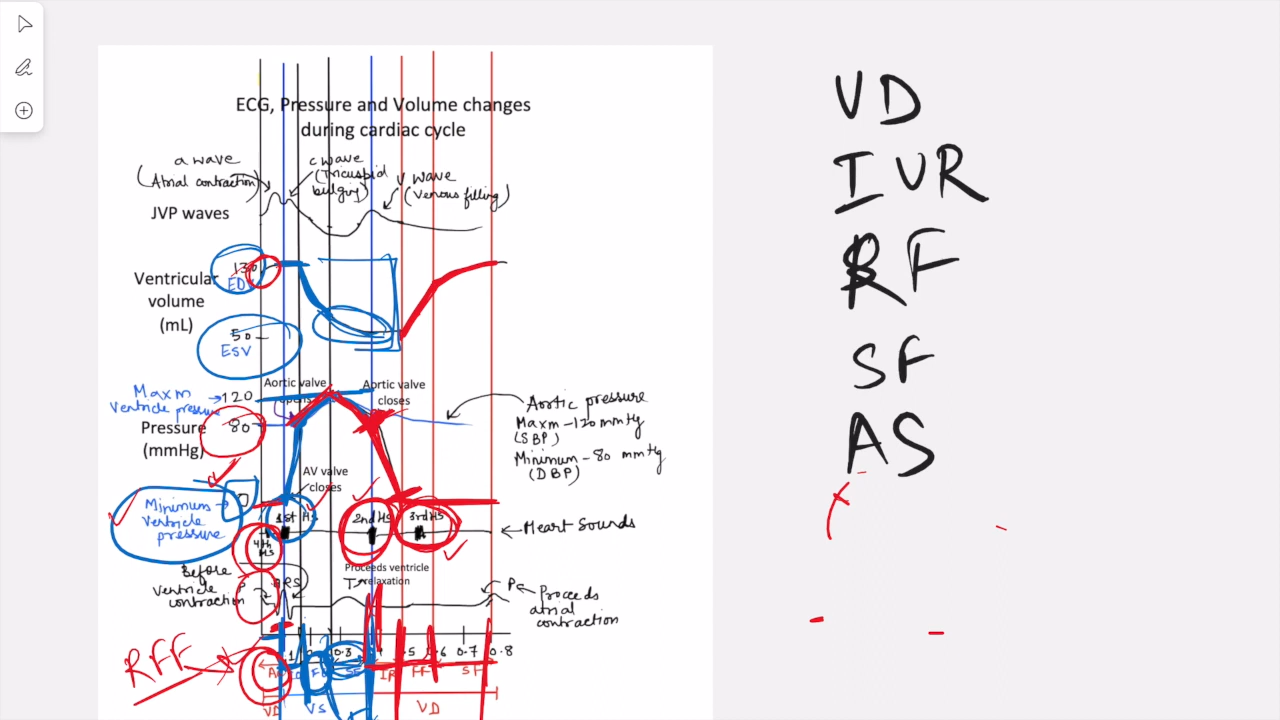 ECG, Pressure and Volume changes
during cardiac cycle
a wave
(Atrial contraction)
c wave
(Tricuspid
bulging)
V wave
(Venous filling)
JVP waves
130
EDV
Ventricular
volume
(mL)
50
ESV
Aortic valve
opens
Aortic valve
closes
Maxm
Ventricle pressure
→120
80
Pressure
(mmHg)
Aortic pressure
Maxm - 120 mmHg
(SBP)
Minimum - 80 mmHg
(DBP)
AV valve
closes
0
Minimum →
Ventricle
pressure
1st HS
2nd HS
3rd HS
4th
HS
← Heart Sounds
Before
Ventricle
contraction
QRS
Proceeds ventricle
relaxation
T
P ← Proceeds
atrial
contraction
RFF
0.3
0.7
0.8
IR
SF
VD
VS
VD
VD
IVR
RF
SF
AS